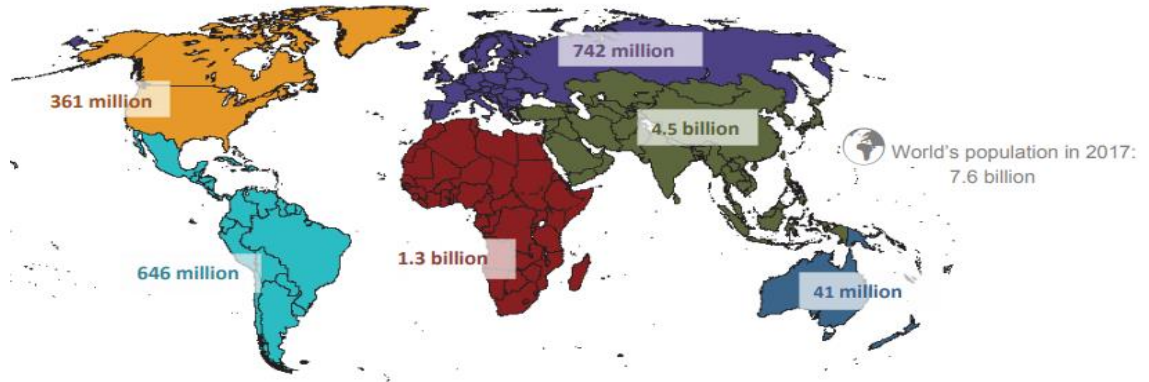 742 million
361 million
4.5 billion
World's population in 2017:
7.6 billion
1.3 billion
646 million
41 million